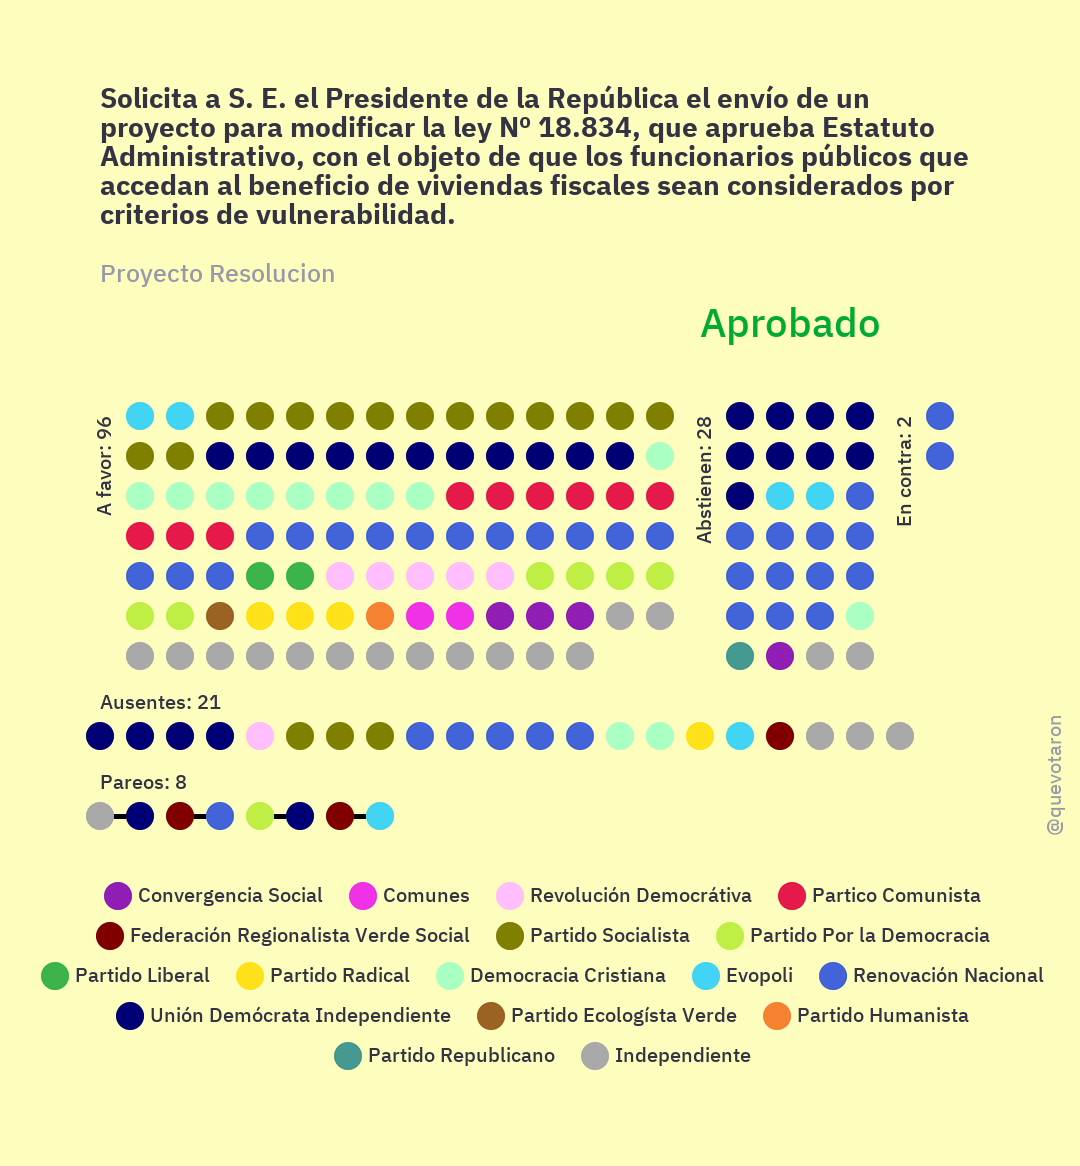 Solicita a S. E. el Presidente de la República el envío de un
proyecto para modificar la ley Nº 18.834, que aprueba Estatuto
Administrativo, con el objeto de que los funcionarios públicos que
accedan al beneficio de viviendas fiscales sean considerados por
criterios de vulnerabilidad.
Proyecto Resolucion
Aprobado
A favor: 96
Abstienen: 28
En contra: 2
Ausentes: 21
Pareos: 8
@quevotaron
Convergencia Social Comunes Revolución Democrátiva Partico Comunista
Federación Regionalista Verde Social Partido Socialista Partido Por la Democracia
Partido Liberal Partido Radical Democracia Cristiana Evopoli Renovación Nacional
Unión Demócrata Independiente Partido Ecologísta Verde Partido Humanista
Partido Republicano Independiente